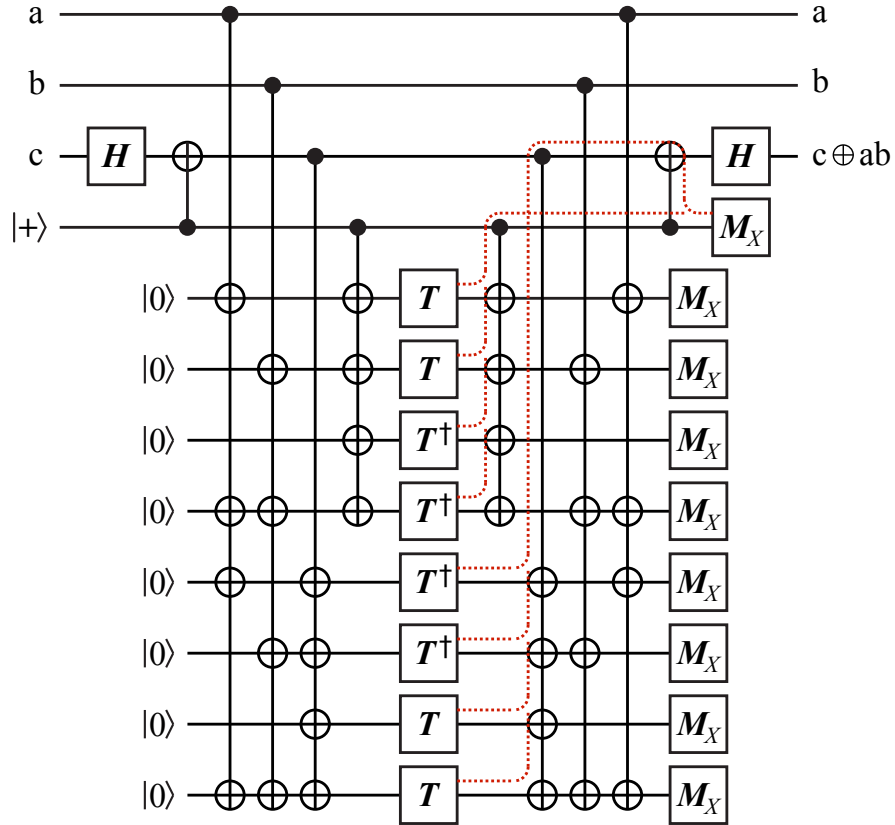 a a
b b
c H H c ⊕ ab
|+⟩ M_X
|0⟩ T M_X
|0⟩ T M_X
|0⟩ T† M_X
|0⟩ T† M_X
|0⟩ T† M_X
|0⟩ T† M_X
|0⟩ T M_X
|0⟩ T M_X